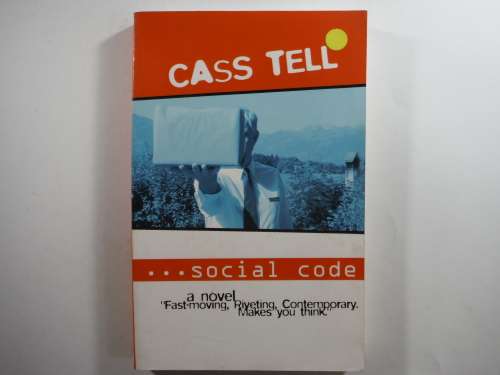 CASS TELL
...social code
a novel
"Fast-moving, Riveting, Contemporary.
Makes you think."